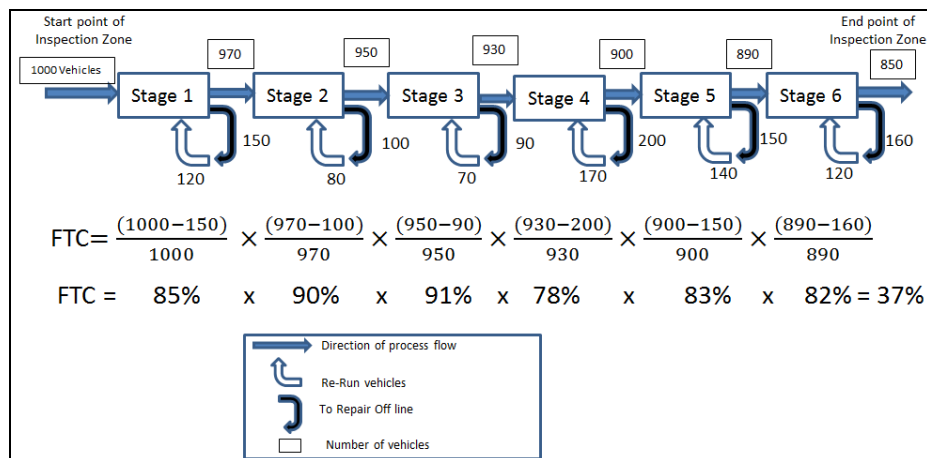 Start point of
Inspection Zone
End point of
Inspection Zone
1000 Vehicles
970
950
930
900
890
850
Stage 1
Stage 2
Stage 3
Stage 4
Stage 5
Stage 6
150
100
90
200
150
160
120
80
70
170
140
120
FTC= (1000−150)/1000 × (970−100)/970 × (950−90)/950 × (930−200)/930 × (900−150)/900 × (890−160)/890
FTC = 85% x 90% x 91% x 78% x 83% x 82% = 37%
Direction of process flow
Re-Run vehicles
To Repair Off line
Number of vehicles